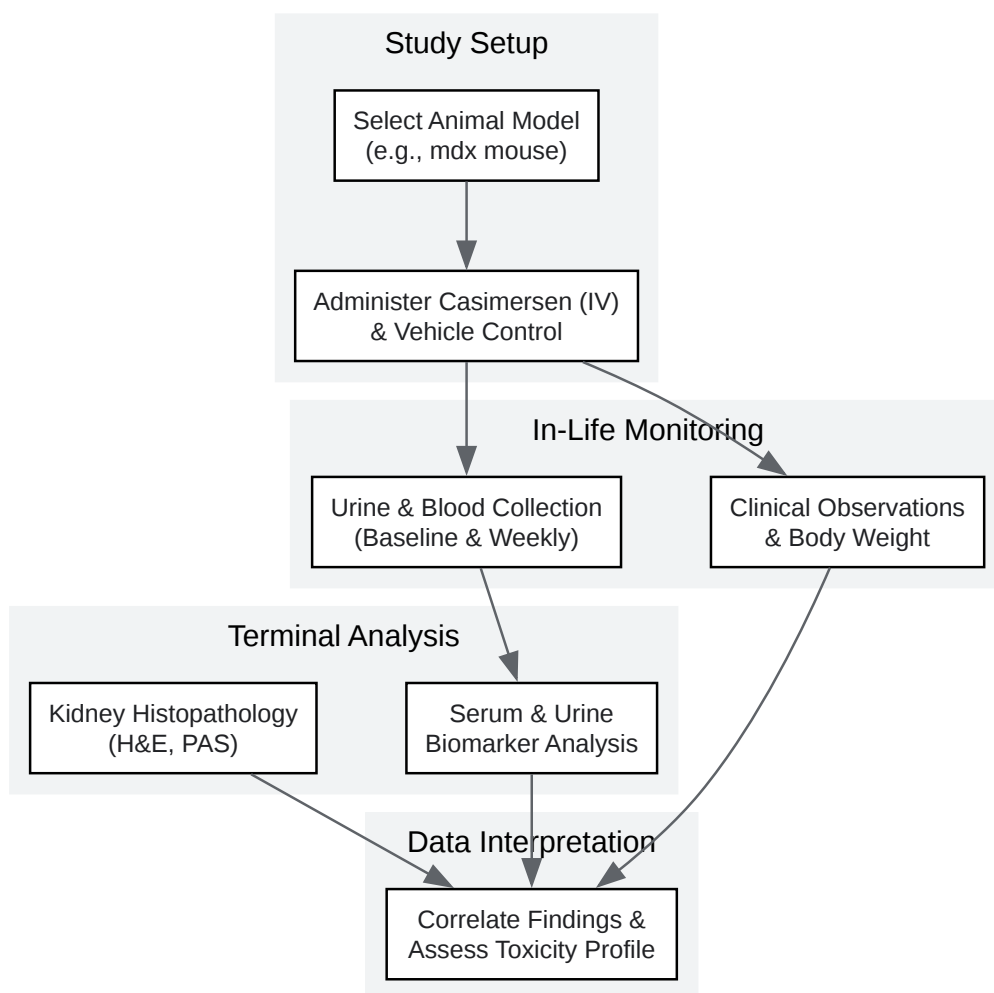 Study Setup
Select Animal Model
(e.g., mdx mouse)
Administer Casimersen (IV)
& Vehicle Control
In-Life Monitoring
Urine & Blood Collection
(Baseline & Weekly)
Clinical Observations
& Body Weight
Terminal Analysis
Kidney Histopathology
(H&E, PAS)
Serum & Urine
Biomarker Analysis
Data Interpretation
Correlate Findings &
Assess Toxicity Profile